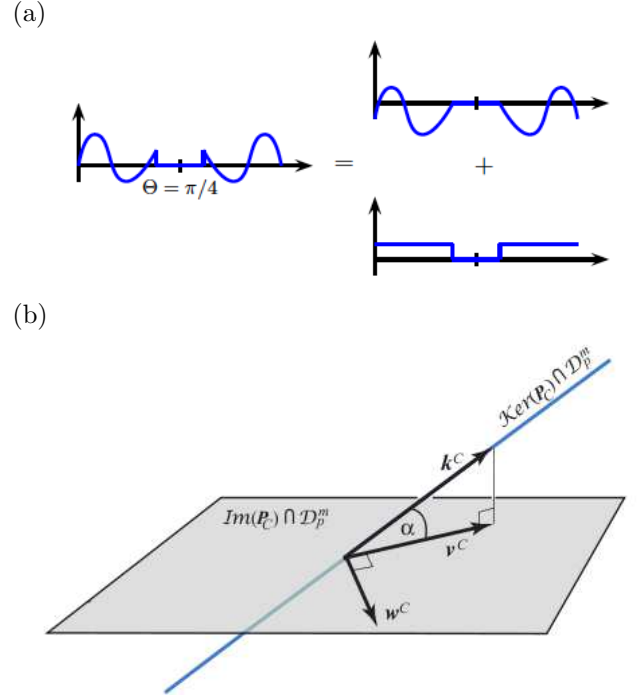 (a)
Θ = π/4
=
+
(b)
𝒦er(P_C) ∩ 𝒟_p^m
k^C
Im(P_C) ∩ 𝒟_p^m
α
v^C
w^C